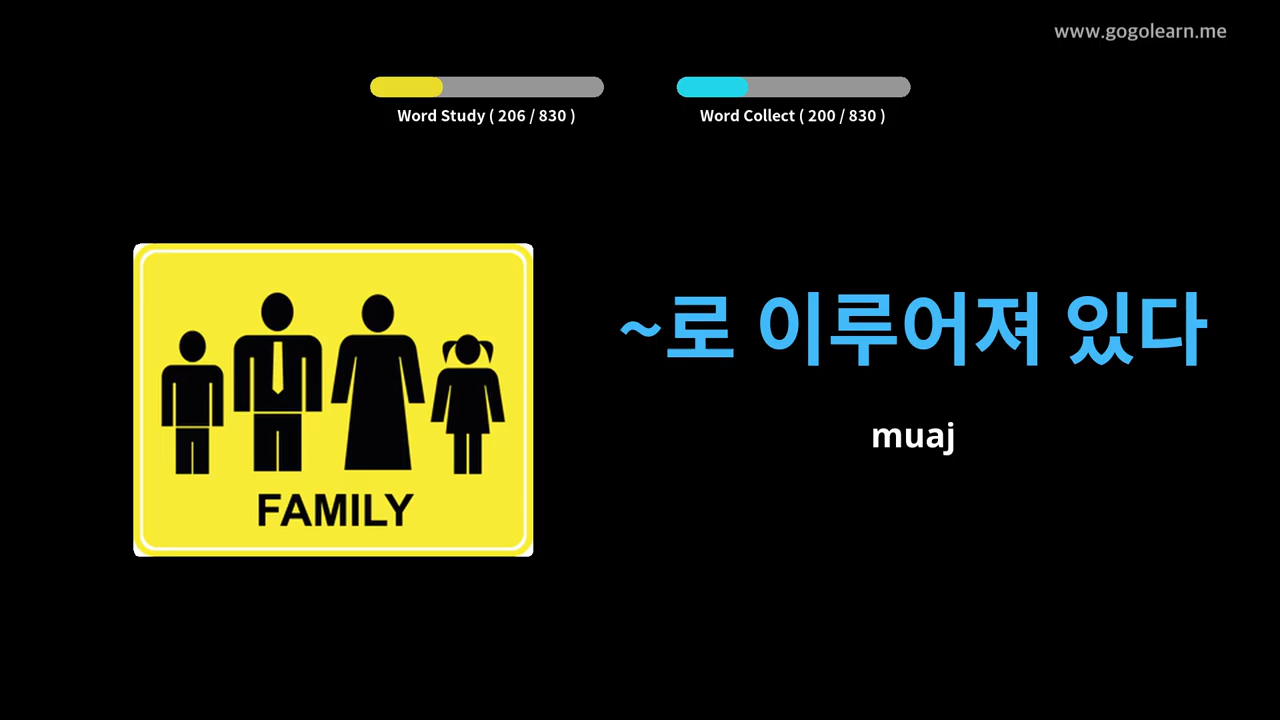 www.gogolearn.me
Word Study ( 206 / 830 )
Word Collect ( 200 / 830 )
FAMILY
~로 이루어져 있다
muaj